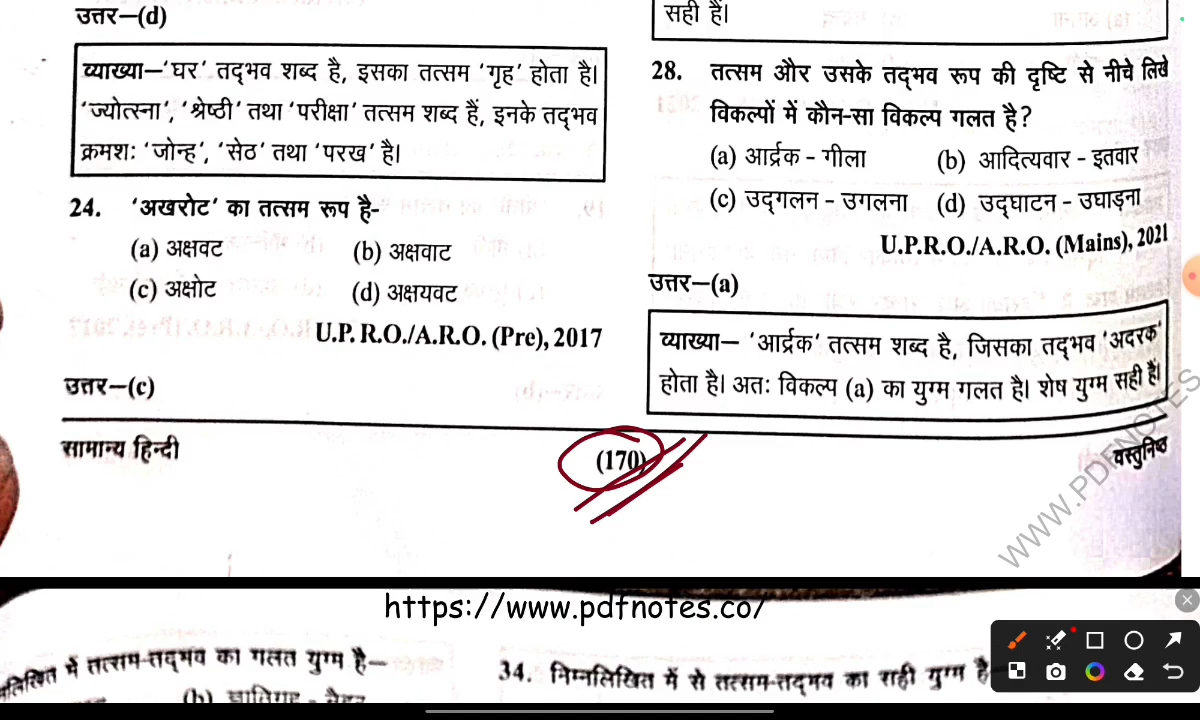 उत्तर–(d)
व्याख्या–‘घर’ तद्भव शब्द है, इसका तत्सम ‘गृह’ होता है।
‘ज्योत्स्ना’, ‘श्रेष्ठी’ तथा ‘परीक्षा’ तत्सम शब्द हैं, इनके तद्भव
क्रमशः ‘जोन्ह’, ‘सेठ’ तथा ‘परख’ है।
24. ‘अखरोट’ का तत्सम रूप है-
(a) अक्षवट (b) अक्षवाट
(c) अक्षोट (d) अक्षयवट
U.P. R.O./A.R.O. (Pre), 2017
उत्तर–(c)
सही हैं।
28. तत्सम और उसके तद्भव रूप की दृष्टि से नीचे लिखे
विकल्पों में कौन-सा विकल्प गलत है?
(a) आर्द्रक - गीला (b) आदित्यवार - इतवार
(c) उद्गलन - उगलना (d) उद्घाटन - उघाड़ना
U.P.R.O./A.R.O. (Mains), 2021
उत्तर–(a)
व्याख्या– ‘आर्द्रक’ तत्सम शब्द है, जिसका तद्भव ‘अदरक’
होता है। अतः विकल्प (a) का युग्म गलत है। शेष युग्म सही हैं।
सामान्य हिन्दी (170) वस्तुनिष्ठ
WWW.PDFNOTES
https://www.pdfnotes.co/
में तत्सम-तद्भव का गलत युग्म है–
(b)
34. निम्नलिखित में से तत्सम-तद्भव का सही युग्म है–